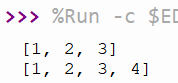 >>> %Run -c $ED
[1, 2, 3]
[1, 2, 3, 4]